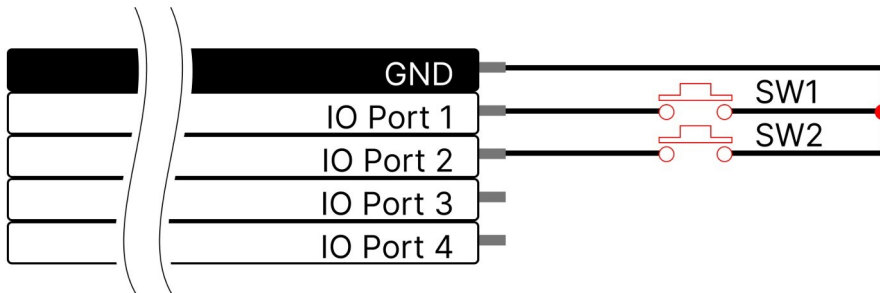 GND
IO Port 1
SW1
IO Port 2
SW2
IO Port 3
IO Port 4